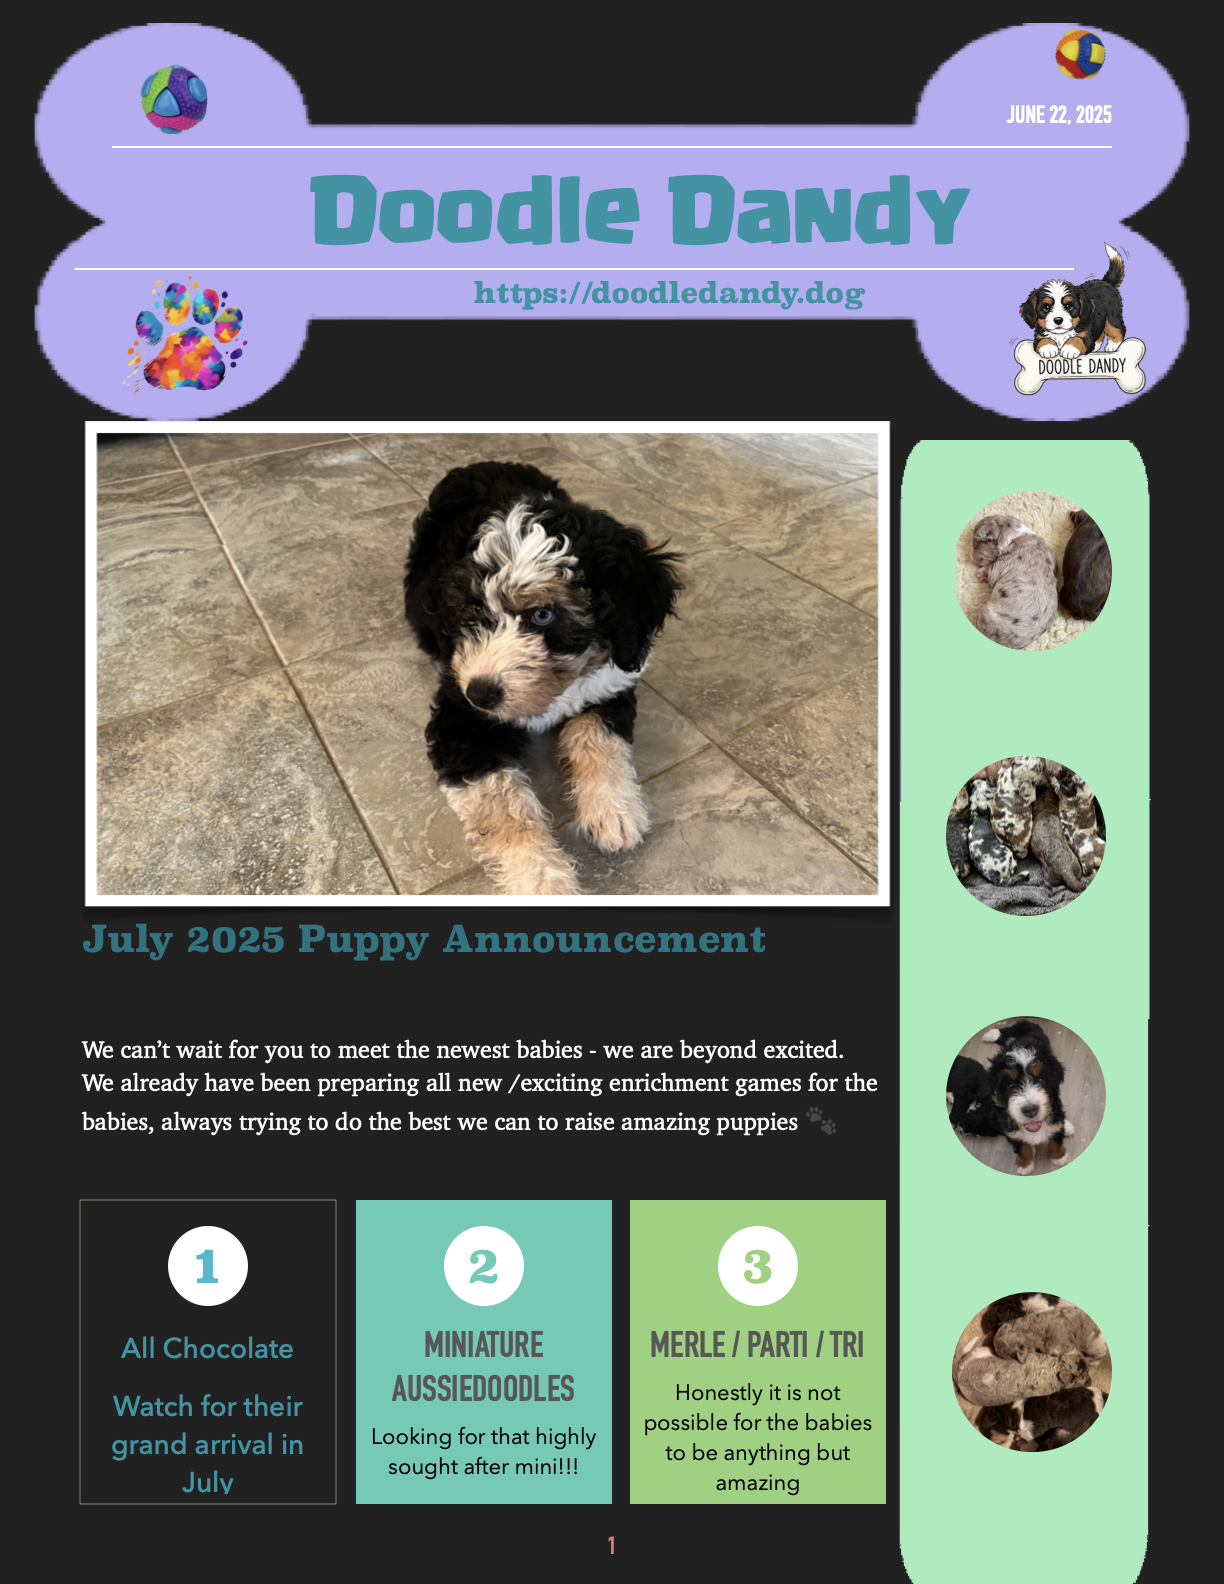 JUNE 22, 2025
Doodle Dandy
https://doodledandy.dog
DOODLE DANDY
July 2025 Puppy Announcement
We can't wait for you to meet the newest babies - we are beyond excited.
We already have been preparing all new /exciting enrichment games for the
babies, always trying to do the best we can to raise amazing puppies 🐾
1
All Chocolate
Watch for their
grand arrival in
July
2
MINIATURE
AUSSIEDOODLES
Looking for that highly
sought after mini!!!
3
MERLE / PARTI / TRI
Honestly it is not
possible for the babies
to be anything but
amazing
1